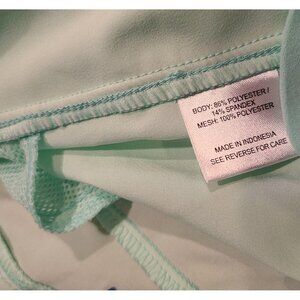 BODY: 86% POLYESTER /
14% SPANDEX
MESH: 100% POLYESTER
MADE IN INDONESIA
SEE REVERSE FOR CARE